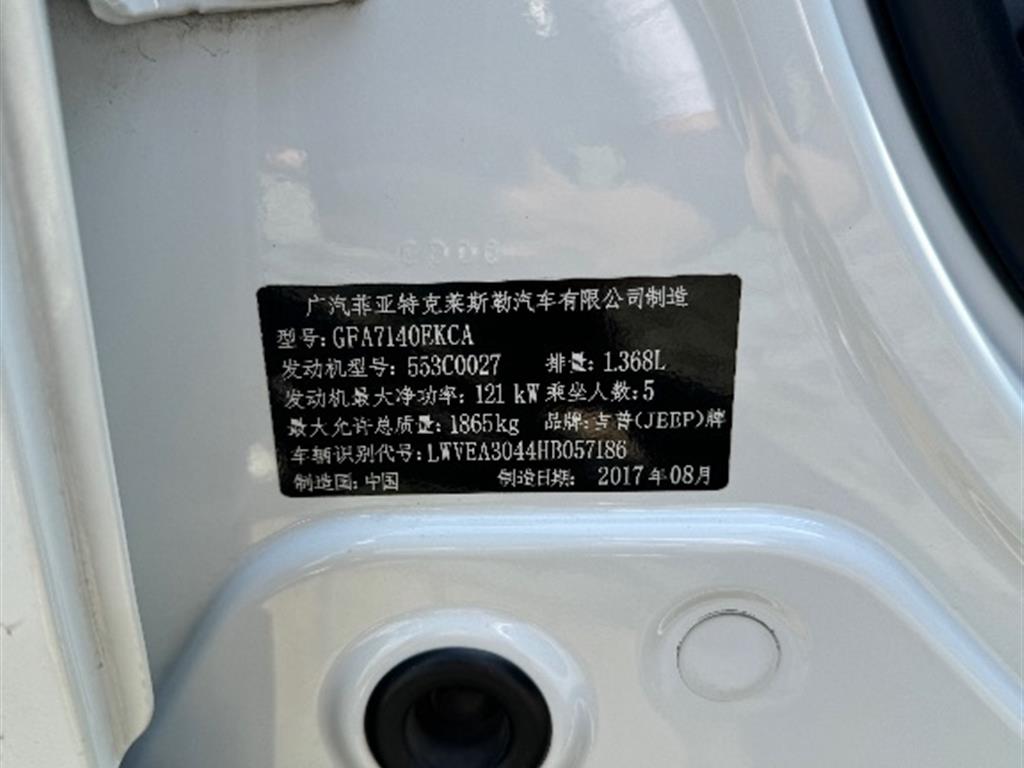 广汽菲亚特克莱斯勒汽车有限公司制造
型号: GFA7140EKCA
发动机型号: 553C0027 排量: 1.368L
发动机最大净功率: 121 kW 乘坐人数: 5
最大允许总质量: 1865kg 品牌: 吉普(JEEP)牌
车辆识别代号: LWVEA3044HB057186
制造国: 中国 制造日期: 2017年08月